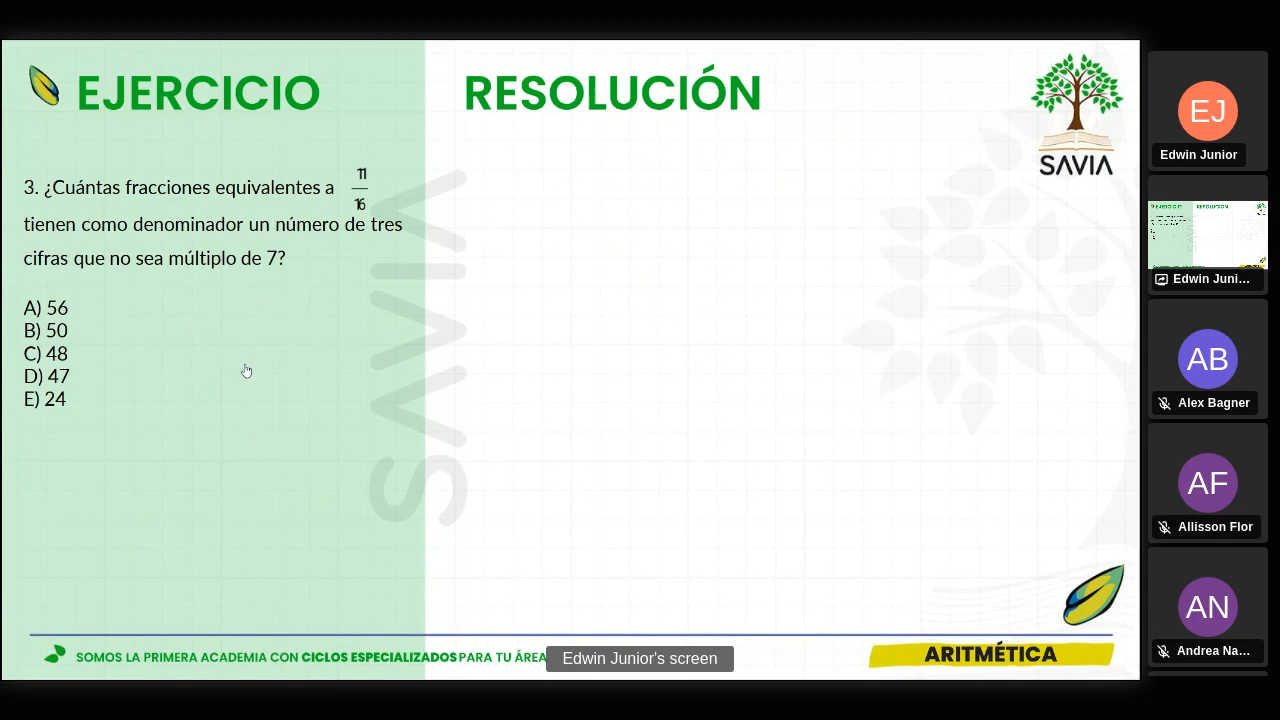 EJERCICIO
RESOLUCIÓN
SAVIA
3. ¿Cuántas fracciones equivalentes a 11/16
tienen como denominador un número de tres
cifras que no sea múltiplo de 7?
A) 56
B) 50
C) 48
D) 47
E) 24
SAVIA
SOMOS LA PRIMERA ACADEMIA CON CICLOS ESPECIALIZADOS PARA TU ÁREA
Edwin Junior's screen
ARITMÉTICA
EJ
Edwin Junior
EJERCICIO
RESOLUCIÓN
Edwin Juni...
AB
Alex Bagner
AF
Allisson Flor
AN
Andrea Na...